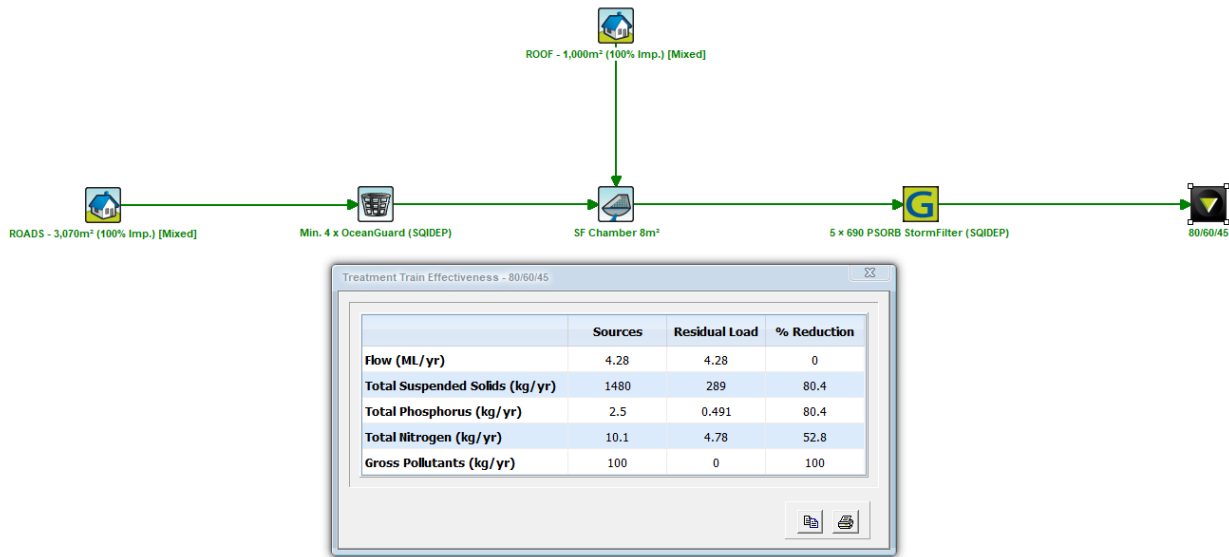 ROOF - 1,000m² (100% Imp.) [Mixed]
ROADS - 3,070m² (100% Imp.) [Mixed]
Min. 4 x OceanGuard (SQIDEP)
SF Chamber 8m²
G
5 × 690 PSORB StormFilter (SQIDEP)
80/60/45
Treatment Train Effectiveness - 80/60/45
Sources Residual Load % Reduction
Flow (ML/yr) 4.28 4.28 0
Total Suspended Solids (kg/yr) 1480 289 80.4
Total Phosphorus (kg/yr) 2.5 0.491 80.4
Total Nitrogen (kg/yr) 10.1 4.78 52.8
Gross Pollutants (kg/yr) 100 0 100